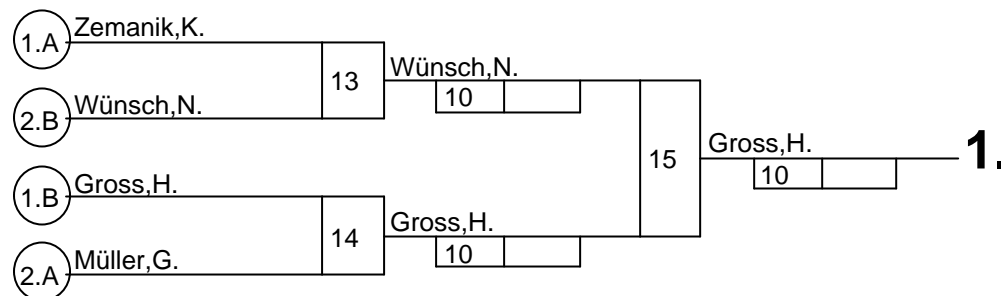 1.A Zemanik,K.
13
Wünsch,N.
10
2.B Wünsch,N.
15
Gross,H.
1.
10
1.B Gross,H.
14
Gross,H.
10
2.A Müller,G.